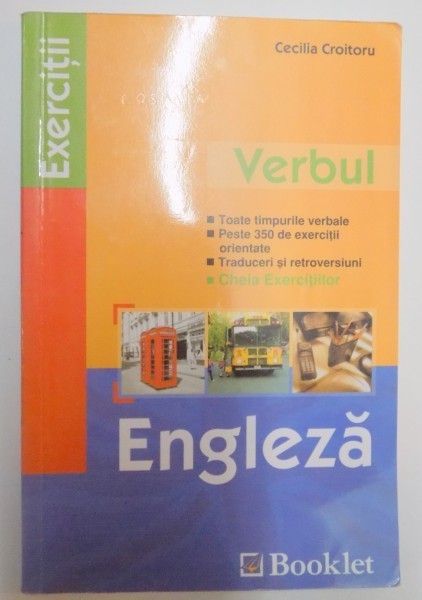 Cecilia Croitoru
Exerciții
Verbul
Toate timpurile verbale
Peste 350 de exerciții
orientate
Traduceri și retroversiuni
Cheia Exercițiilor
Engleză
Booklet